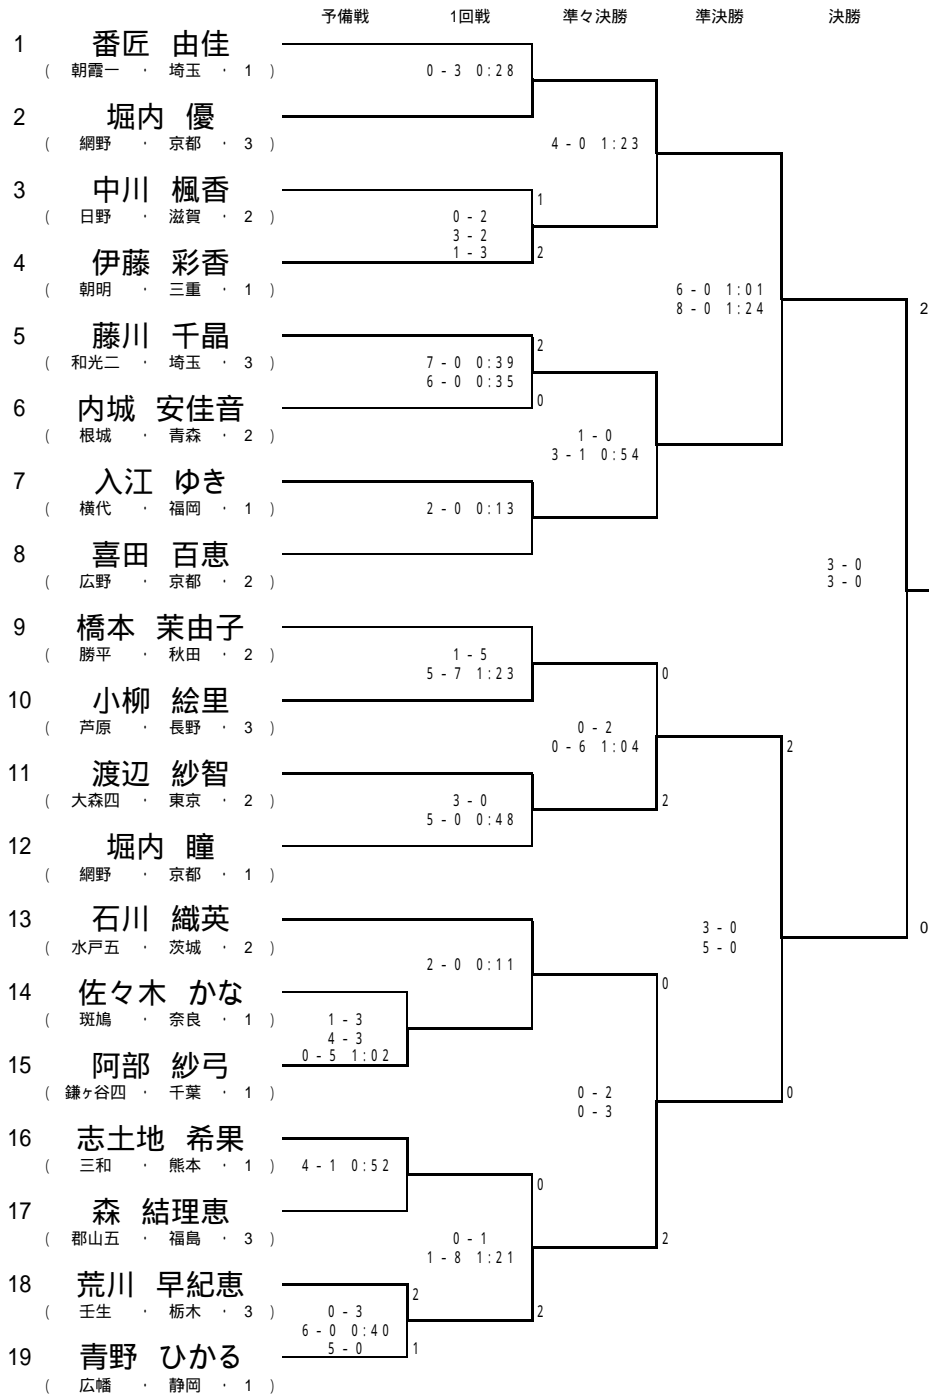 予備戦 1回戦 準々決勝 準決勝 決勝
1 番匠 由佳
( 朝霞一 · 埼玉 · 1 ) 0 - 3 0:28
2 堀内 優
( 網野 · 京都 · 3 ) 4 - 0 1:23
3 中川 楓香
1
( 日野 · 滋賀 · 2 ) 0 - 2
3 - 2
1 - 3 2
4 伊藤 彩香
( 朝明 · 三重 · 1 ) 6 - 0 1:01
8 - 0 1:24 2
5 藤川 千晶
2
( 和光二 · 埼玉 · 3 ) 7 - 0 0:39
6 - 0 0:35
0
6 内城 安佳音
( 根城 · 青森 · 2 ) 1 - 0
3 - 1 0:54
7 入江 ゆき
( 横代 · 福岡 · 1 ) 2 - 0 0:13
8 喜田 百恵
3 - 0
( 広野 · 京都 · 2 ) 3 - 0
9 橋本 茉由子
( 勝平 · 秋田 · 2 ) 1 - 5
5 - 7 1:23 0
10 小柳 絵里
( 芦原 · 長野 · 3 ) 0 - 2
0 - 6 1:04 2
11 渡辺 紗智
( 大森四 · 東京 · 2 ) 3 - 0 2
5 - 0 0:48
12 堀内 瞳
( 網野 · 京都 · 1 )
13 石川 織英
3 - 0 0
( 水戸五 · 茨城 · 2 ) 5 - 0
2 - 0 0:11
0
14 佐々木 かな
( 斑鳩 · 奈良 · 1 ) 1 - 3
4 - 3
0 - 5 1:02
15 阿部 紗弓
( 鎌ヶ谷四 · 千葉 · 1 ) 0 - 2 0
0 - 3
16 志土地 希果
( 三和 · 熊本 · 1 ) 4 - 1 0:52
0
17 森 結理恵
( 郡山五 · 福島 · 3 ) 0 - 1 2
1 - 8 1:21
18 荒川 早紀恵
2
( 壬生 · 栃木 · 3 ) 0 - 3 2
6 - 0 0:40
5 - 0 1
19 青野 ひかる
( 広幡 · 静岡 · 1 )